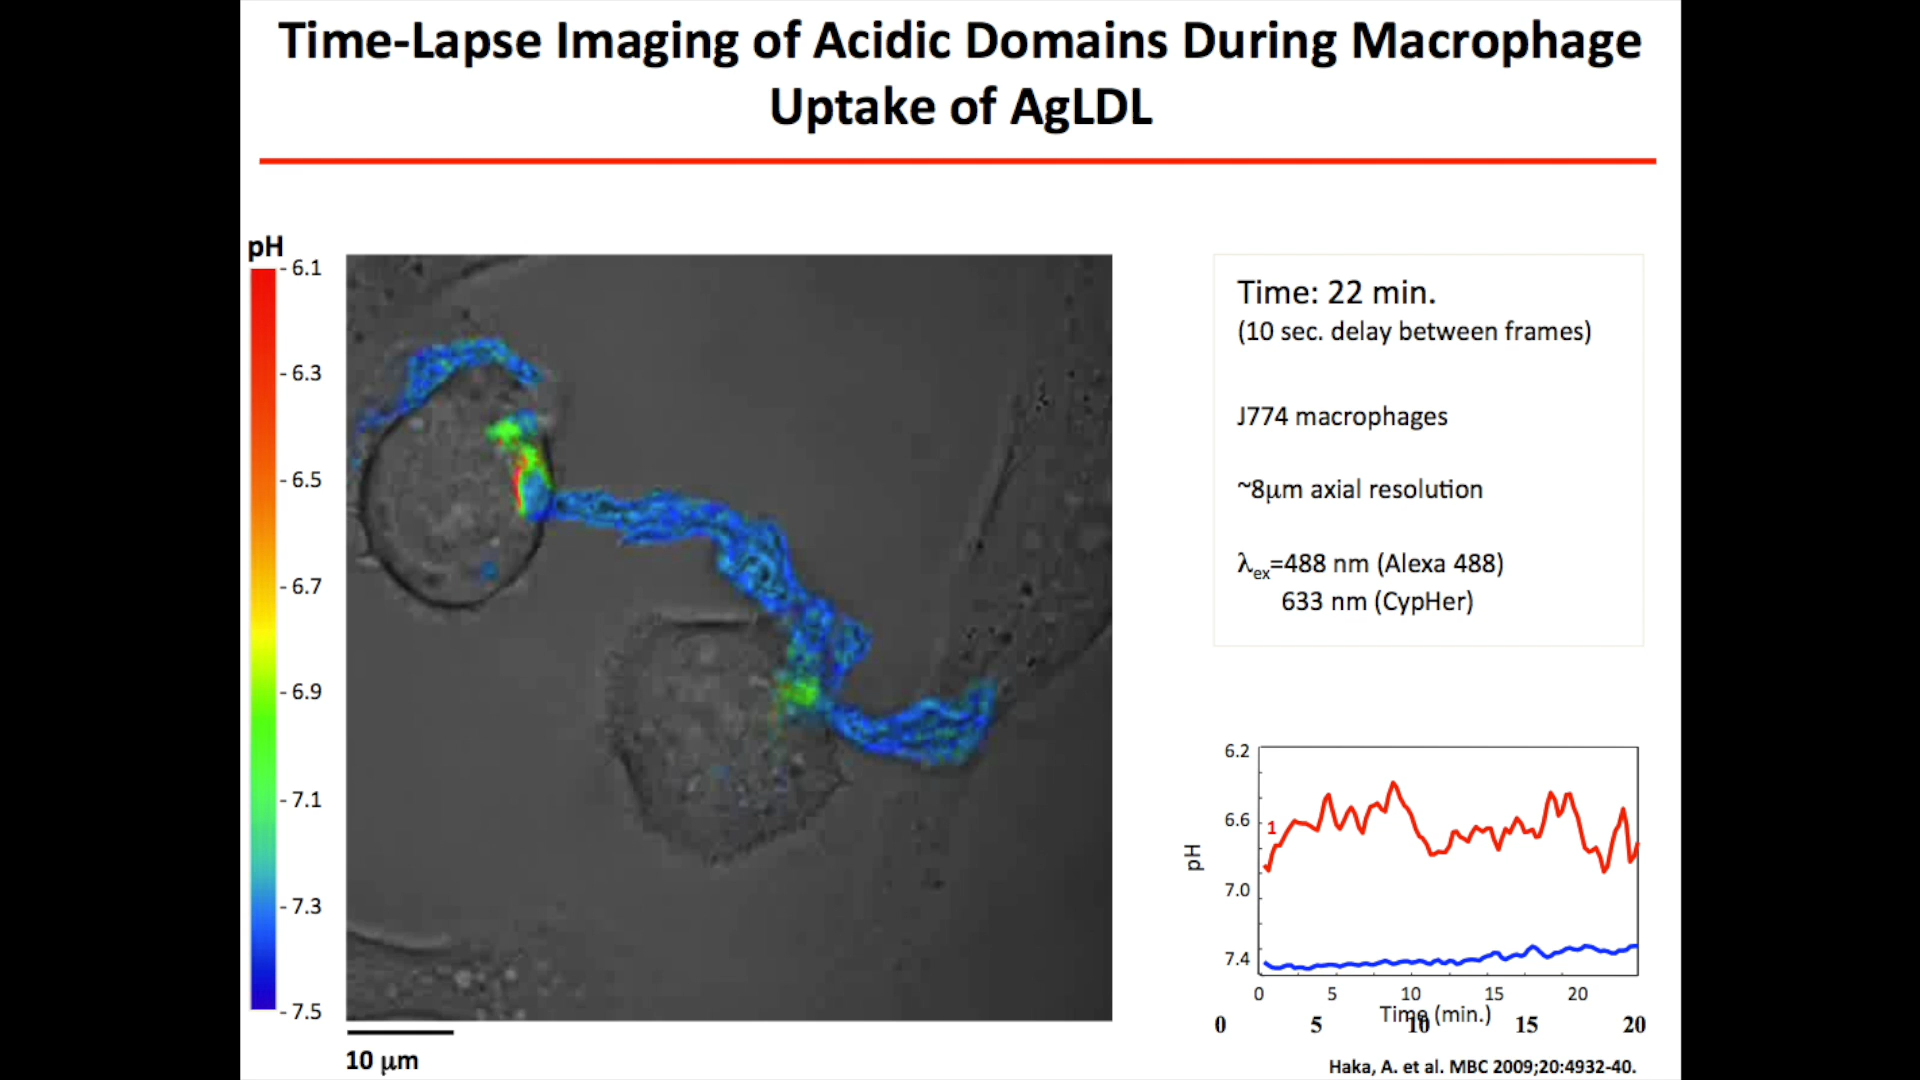 Time-Lapse Imaging of Acidic Domains During Macrophage
Uptake of AgLDL
pH
- 6.1
- 6.3
- 6.5
- 6.7
- 6.9
- 7.1
- 7.3
- 7.5
10 μm
Time: 22 min.
(10 sec. delay between frames)
J774 macrophages
~8μm axial resolution
λex=488 nm (Alexa 488)
633 nm (CypHer)
6.2
6.6
7.0
7.4
pH
1
0 5 10 15 20
Time (min.)
0 5 10 15 20
Haka, A. et al. MBC 2009;20:4932-40.